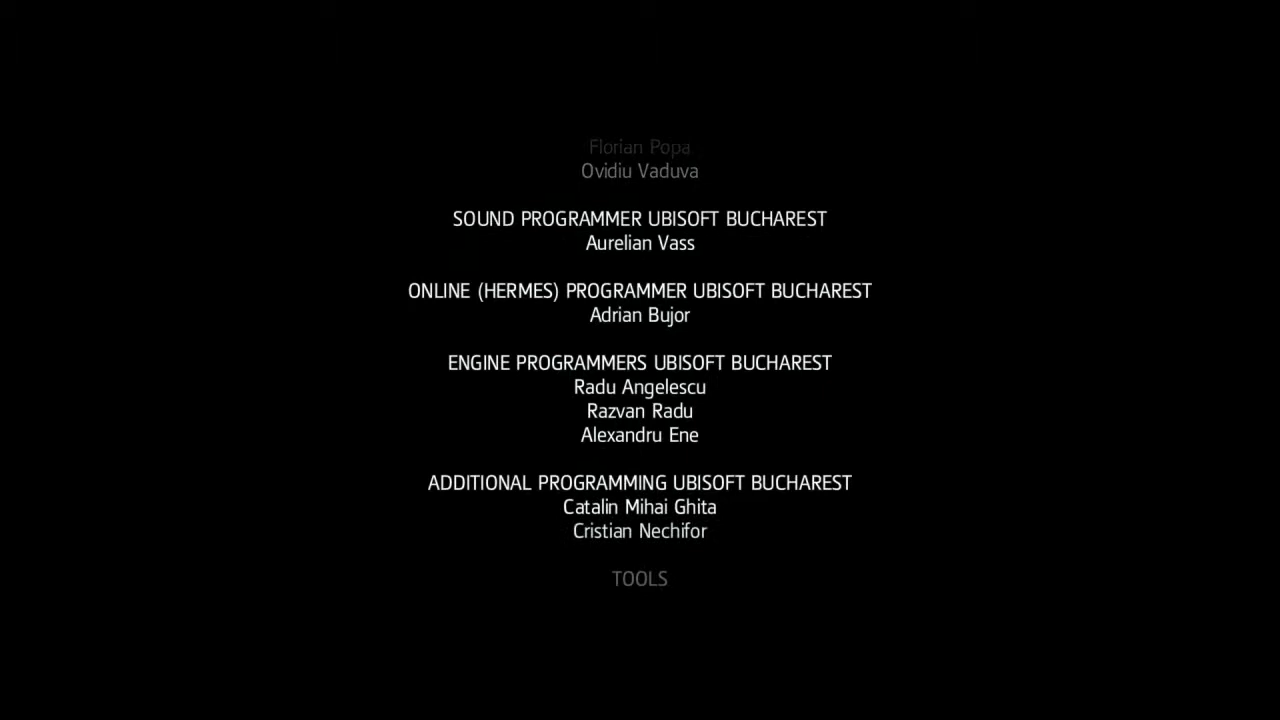 Florian Popa
Ovidiu Vaduva
SOUND PROGRAMMER UBISOFT BUCHAREST
Aurelian Vass
ONLINE (HERMES) PROGRAMMER UBISOFT BUCHAREST
Adrian Bujor
ENGINE PROGRAMMERS UBISOFT BUCHAREST
Radu Angelescu
Razvan Radu
Alexandru Ene
ADDITIONAL PROGRAMMING UBISOFT BUCHAREST
Catalin Mihai Ghita
Cristian Nechifor
TOOLS